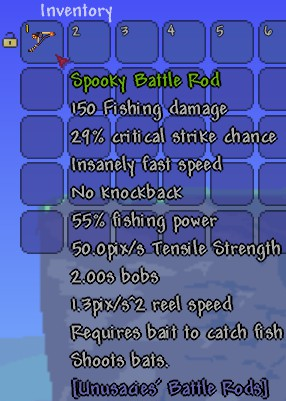 Inventory
1 2 3 4 5 6
Spooky Battle Rod
150 Fishing damage
29% critical strike chance
Insanely fast speed
No knockback
55% fishing power
50.0pix/s Tensile Strength
2.00s bobs
1.3pix/s^2 reel speed
Requires bait to catch fish
Shoots bats.
[Unusacies' Battle Rods]